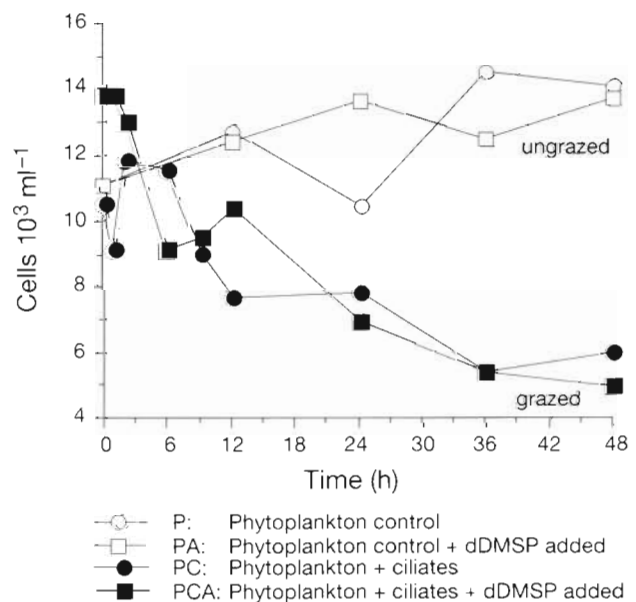 16
14
12
10
8
6
4
Cells 10³ ml⁻¹
ungrazed
grazed
0 6 12 18 24 30 36 42 48
Time (h)
P: Phytoplankton control
PA: Phytoplankton control + dDMSP added
PC: Phytoplankton + ciliates
PCA: Phytoplankton + ciliates + dDMSP added